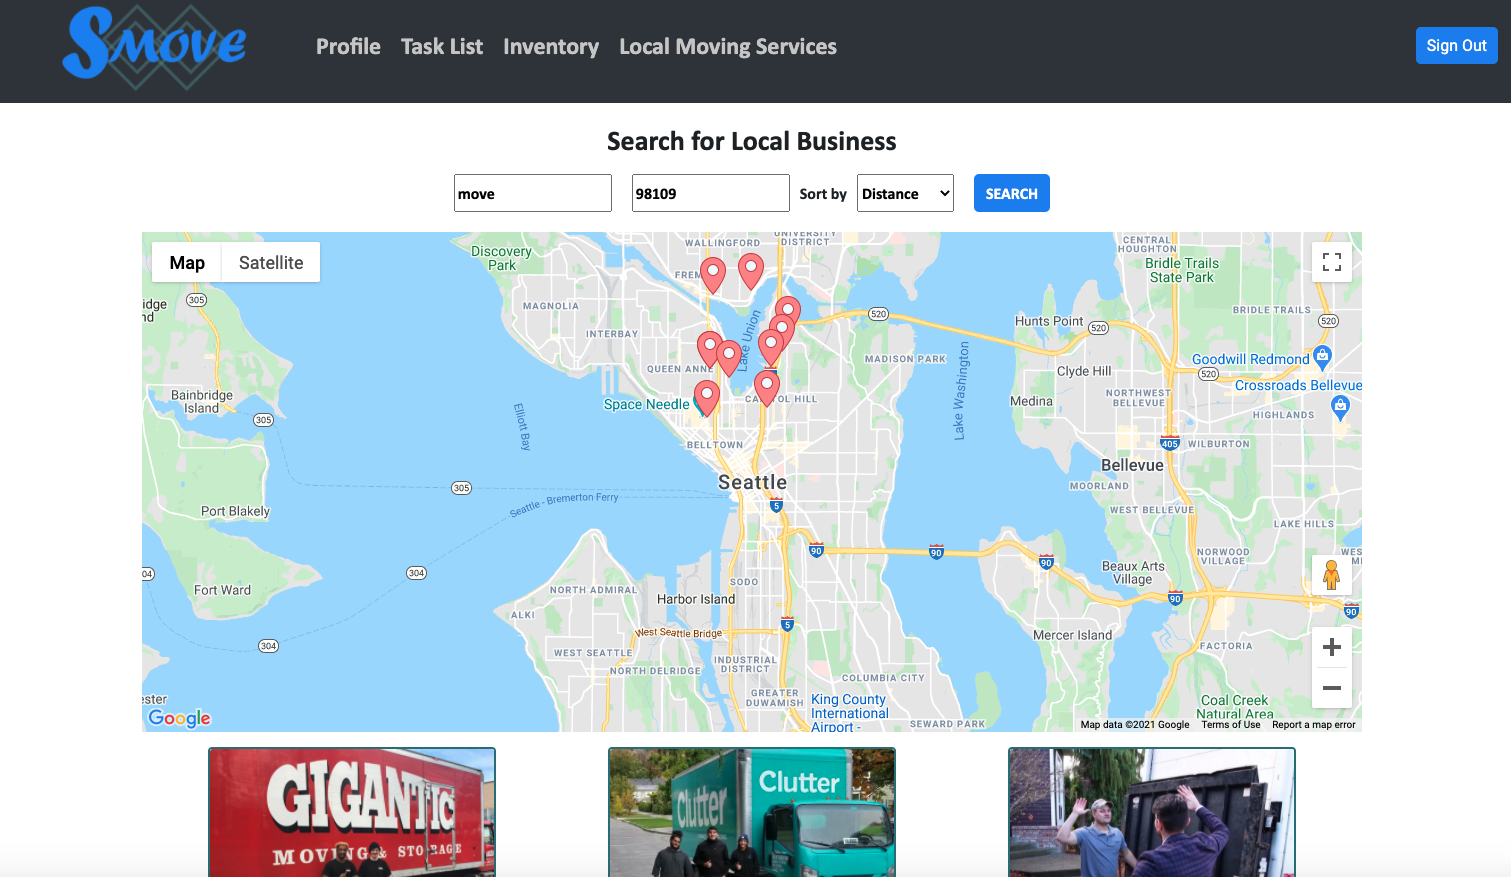 Smove
Profile Task List Inventory Local Moving Services
Sign Out
Search for Local Business
move 98109 Sort by Distance SEARCH
Map Satellite
Discovery
Park
WALLINGFORD
UNIVERSITY
DISTRICT
CENTRAL
HOUGHTON
Bridle Trails
State Park
FREM
305
idge
nd
MAGNOLIA
INTERBAY
Lake Union
520
Hunts Point
520
BRIDLE TRAILS
520
QUEEN ANNE
MADISON PARK
Lake Washington
Clyde Hill
Goodwill Redmond
520
Crossroads Bellevue
Bainbridge
Island
305
Space Needle
CAPITOL HILL
Medina
NORTHWEST
BELLEVUE
HIGHLANDS
Elliott Bay
BELLTOWN
405
WILBURTON
Bellevue
Seattle
MOORLAND
305
Seattle - Bremerton Ferry
5
Port Blakely
WEST BELLEVUE
LAKE HILLS
90
90
90
NORWOOD
VILLAGE
WES
04
304
Fort Ward
NORTH ADMIRAL
SODO
Harbor Island
Beaux Arts
Village
90
90
ALKI
5
304
West Seattle Bridge
Mercer Island
WEST SEATTLE
FACTORIA
NORTH DELRIDGE
INDUSTRIAL
DISTRICT
COLUMBIA CITY
GREATER
DUWAMISH
King County
International
Airport -
SEWARD PARK
Coal Creek
Natural Area
ester
Google
Map data ©2021 Google Terms of Use Report a map error
GIGANTIC
MOVING & STORAGE
Clutter
Clutter